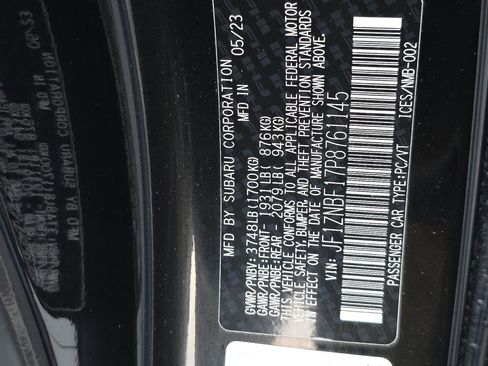 MFD BY SUBARU CORPORATION 05/23
GVWR/PNBV: 3748LB(1700KG)
GAWR/PNBE:FRONT- 1931LB( 876KG)
GAWR/PNBE:REAR - 2079LB( 943KG)
THIS VEHICLE CONFORMS TO ALL APPLICABLE FEDERAL MOTOR
VEHICLE SAFETY, BUMPER, AND THEFT PREVENTION STANDARDS
IN EFFECT ON THE DATE OF MANUFACTURE SHOWN ABOVE.
VIN: JF1ZNBF17P8761145
ICES/NMB-002
PASSENGER CAR TYPE:PC/VT